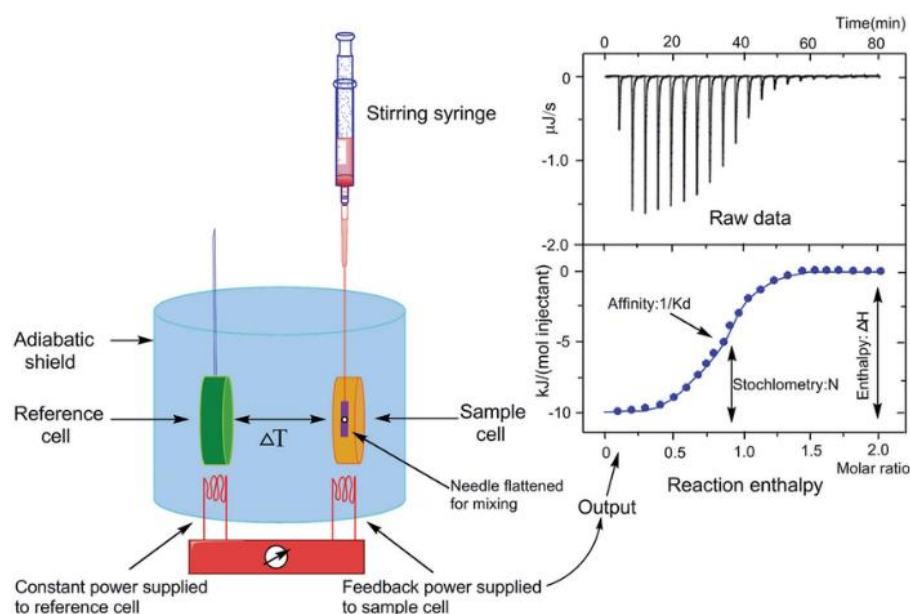 Stirring syringe
Adiabatic
shield
Reference
cell
ΔT
Sample
cell
Needle flattened
for mixing
Constant power supplied
to reference cell
Feedback power supplied
to sample cell
Output
Time(min)
0 20 40 60 80
0
-1.0
-2.0
µJ/s
Raw data
0
-5
-10
kJ/(mol injectant)
Affinity:1/Kd
Stochlometry:N
Enthalpy: ΔH
0 0.5 1.0 1.5 2.0
Molar ratio
Reaction enthalpy